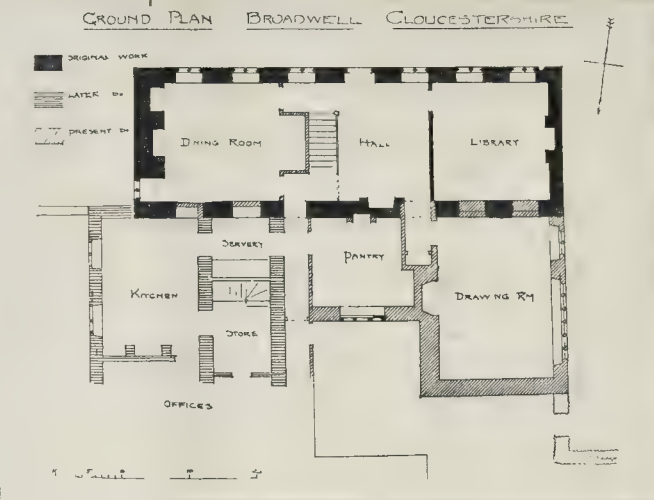 GROUND PLAN BROADWELL GLOUCESTERSHIRE
ORIGINAL WORK
LATER DO
PRESENT DO
DINING ROOM
HALL
LIBRARY
SERVERY
PANTRY
KITCHEN
DRAWING RM
STORE
OFFICES